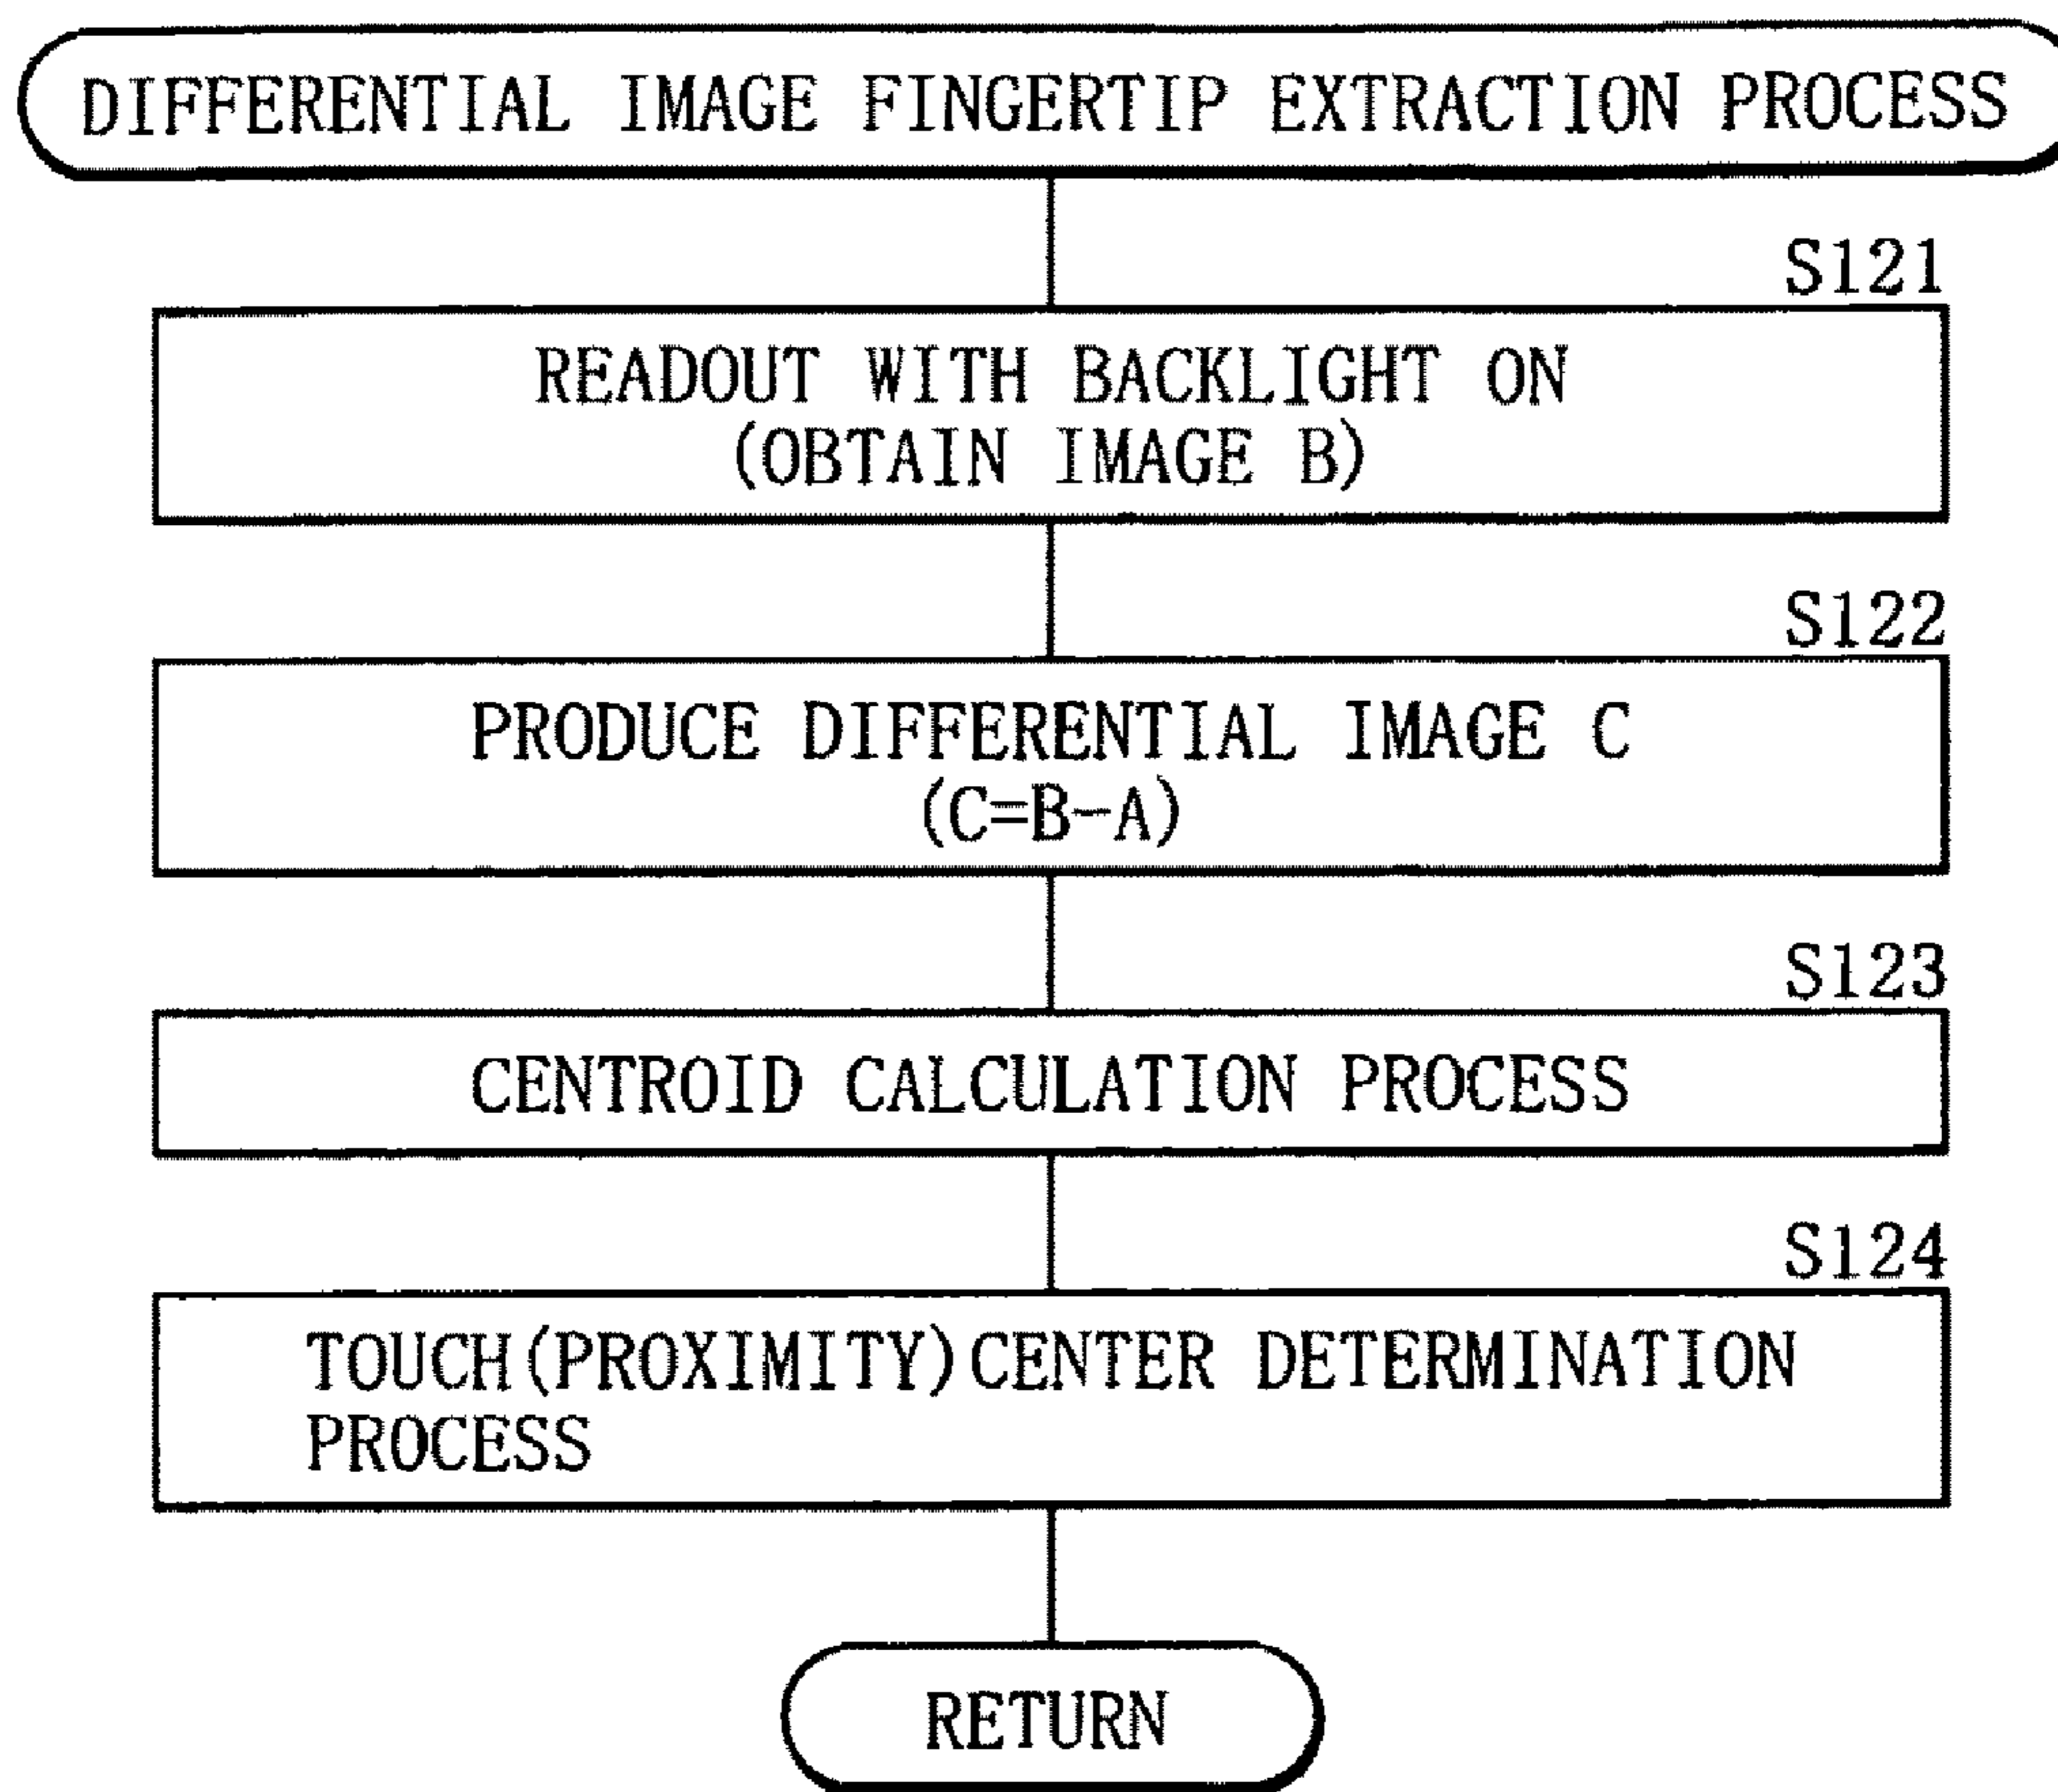 DIFFERENTIAL IMAGE FINGERTIP EXTRACTION PROCESS
S121
READOUT WITH BACKLIGHT ON
(OBTAIN IMAGE B)
S122
PRODUCE DIFFERENTIAL IMAGE C
(C=B-A)
S123
CENTROID CALCULATION PROCESS
S124
TOUCH(PROXIMITY)CENTER DETERMINATION
PROCESS
RETURN